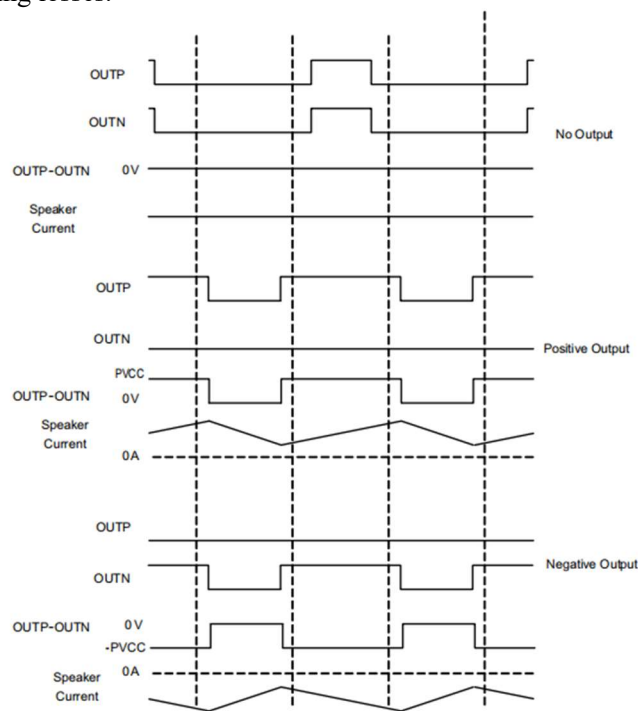 OUTP
OUTN
No Output
OUTP-OUTN 0V
Speaker
Current
OUTP
OUTN
Positive Output
PVCC
OUTP-OUTN 0V
Speaker
Current
0A
OUTP
Negative Output
OUTN
0V
OUTP-OUTN
-PVCC
0A
Speaker
Current